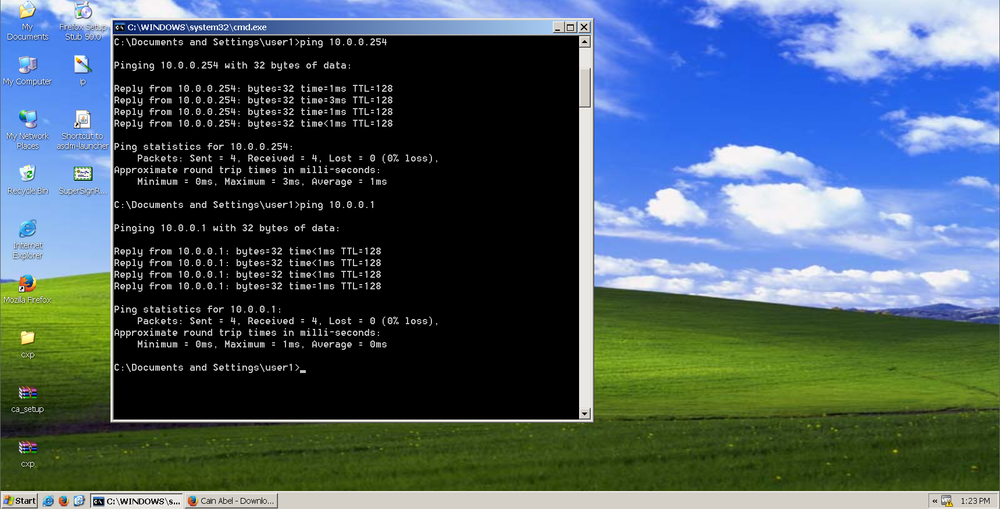 My Documents
Firefox Setup Stub 50.0
My Computer
ip
My Network Places
Shortcut to asdm-launcher
Recycle Bin
SuperSignR...
Internet Explorer
Mozilla Firefox
cxp
ca_setup
cxp
C:\WINDOWS\system32\cmd.exe
C:\Documents and Settings\user1>ping 10.0.0.254
Pinging 10.0.0.254 with 32 bytes of data:
Reply from 10.0.0.254: bytes=32 time=1ms TTL=128
Reply from 10.0.0.254: bytes=32 time=3ms TTL=128
Reply from 10.0.0.254: bytes=32 time=1ms TTL=128
Reply from 10.0.0.254: bytes=32 time<1ms TTL=128
Ping statistics for 10.0.0.254:
Packets: Sent = 4, Received = 4, Lost = 0 (0% loss),
Approximate round trip times in milli-seconds:
Minimum = 0ms, Maximum = 3ms, Average = 1ms
C:\Documents and Settings\user1>ping 10.0.0.1
Pinging 10.0.0.1 with 32 bytes of data:
Reply from 10.0.0.1: bytes=32 time<1ms TTL=128
Reply from 10.0.0.1: bytes=32 time<1ms TTL=128
Reply from 10.0.0.1: bytes=32 time<1ms TTL=128
Reply from 10.0.0.1: bytes=32 time=1ms TTL=128
Ping statistics for 10.0.0.1:
Packets: Sent = 4, Received = 4, Lost = 0 (0% loss),
Approximate round trip times in milli-seconds:
Minimum = 0ms, Maximum = 1ms, Average = 0ms
C:\Documents and Settings\user1>_
Start
C:\WINDOWS\s...
Cain Abel - Downlo...
«
vm
1:23 PM